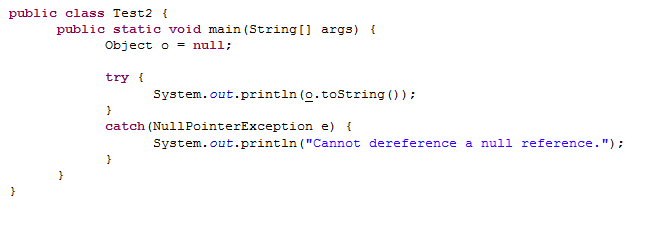 public class Test2 {
public static void main(String[] args) {
Object o = null;
try {
System.out.println(o.toString());
}
catch(NullPointerException e) {
System.out.println("Cannot dereference a null reference.");
}
}
}